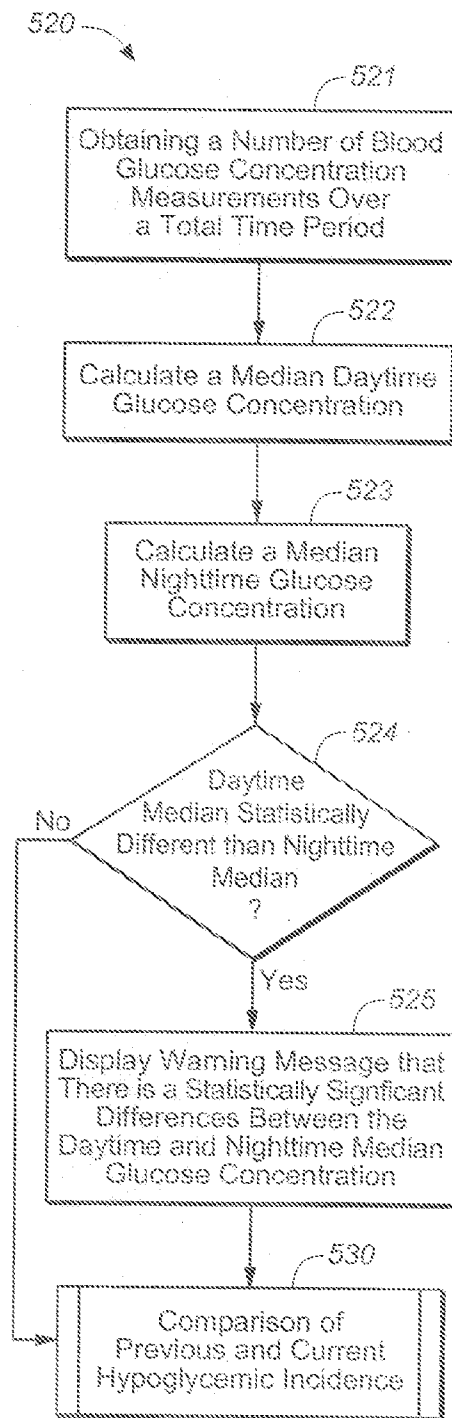 520
521
Obtaining a Number of Blood
Glucose Concentration
Measurements Over
a Total Time Period
522
Calculate a Median Daytime
Glucose Concentration
523
Calculate a Median
Nighttime Glucose
Concentration
524
Daytime
Median Statistically
Different than Nighttime
Median
?
No
Yes
525
Display Warning Message that
There is a Statistically Signficant
Differences Between the
Daytime and Nighttime Median
Glucose Concentration
530
Comparison of
Previous and Current
Hypoglycemic Incidence